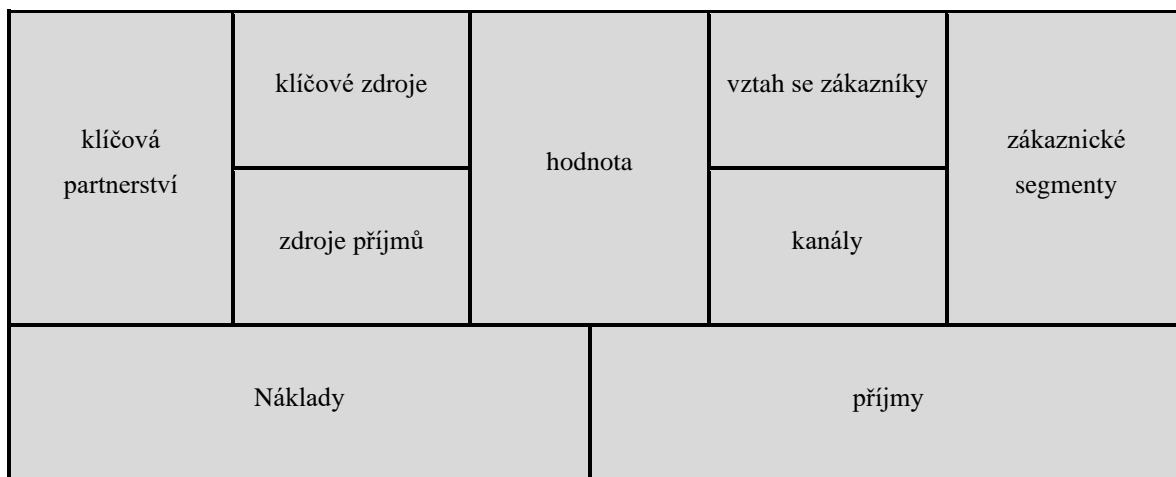 klíčová
partnerství
klíčové zdroje
zdroje příjmů
hodnota
vztah se zákazníky
kanály
zákaznické
segmenty
Náklady
příjmy